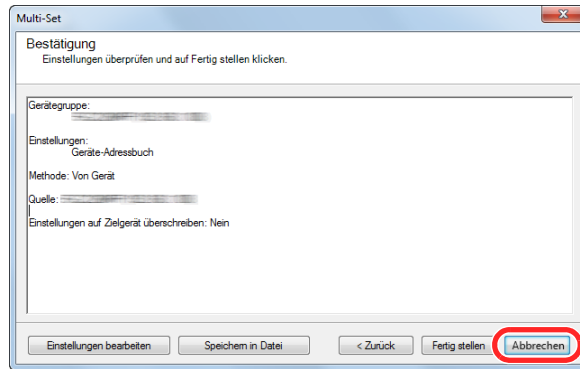 Multi-Set
Bestätigung
Einstellungen überprüfen und auf Fertig stellen klicken.
Gerätegruppe:
Einstellungen:
Geräte-Adressbuch
Methode: Von Gerät
Quelle:
Einstellungen auf Zielgerät überschreiben: Nein
Einstellungen bearbeiten
Speichern in Datei
< Zurück
Fertig stellen
Abbrechen